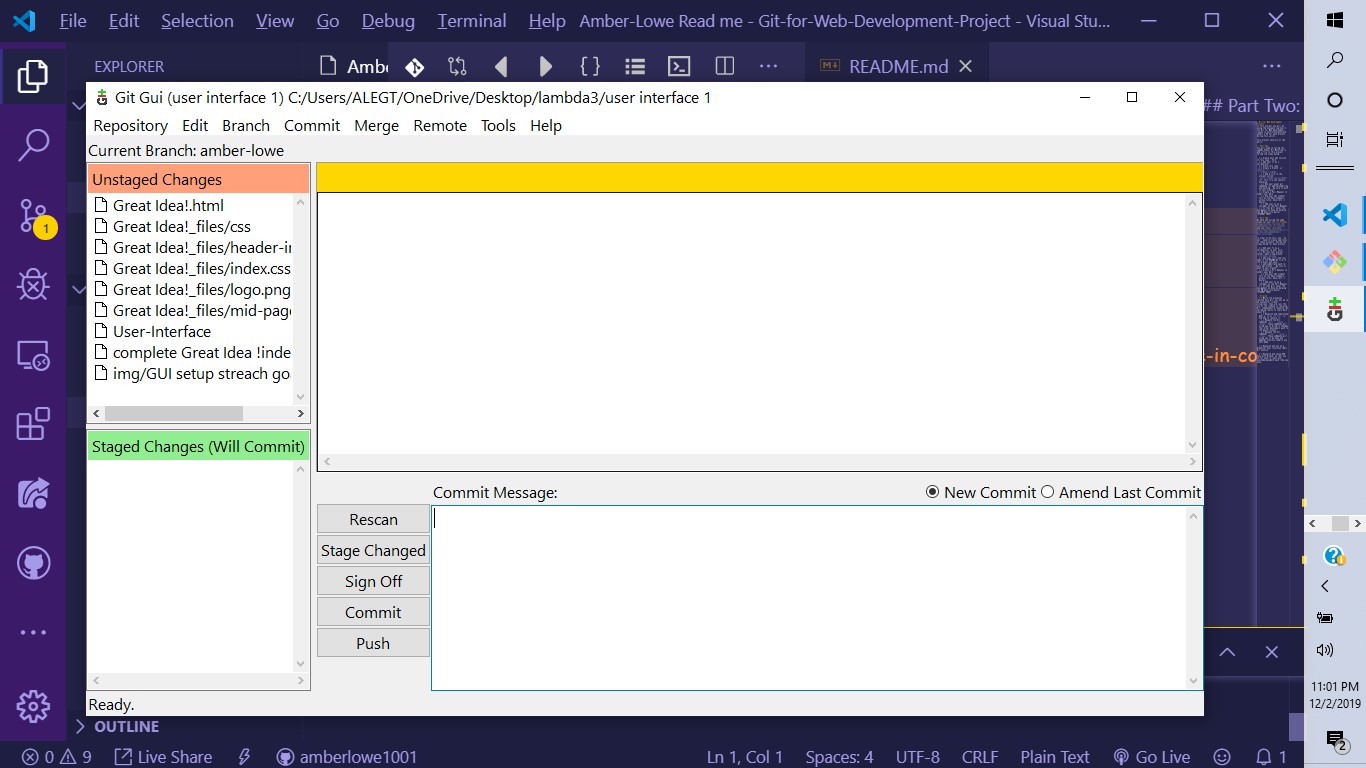 File Edit Selection View Go Debug Terminal Help Amber-Lowe Read me - Git-for-Web-Development-Project - Visual Stu...
EXPLORER Ambe { } ... README.md ...
## Part Two:
Git Gui (user interface 1) C:/Users/ALEGT/OneDrive/Desktop/lambda3/user interface 1
Repository Edit Branch Commit Merge Remote Tools Help
Current Branch: amber-lowe
Unstaged Changes
Great Idea!.html
Great Idea!_files/css
Great Idea!_files/header-i
Great Idea!_files/index.css
Great Idea!_files/logo.png
Great Idea!_files/mid-page
User-Interface
complete Great Idea !inde
img/GUI setup streach go
1
-in-co
Staged Changes (Will Commit)
Commit Message: New Commit Amend Last Commit
Rescan
Stage Changed
Sign Off
Commit
Push
Ready.
OUTLINE
0 9 Live Share amberlowe1001 Ln 1, Col 1 Spaces: 4 UTF-8 CRLF Plain Text Go Live 1
11:01 PM
12/2/2019
2